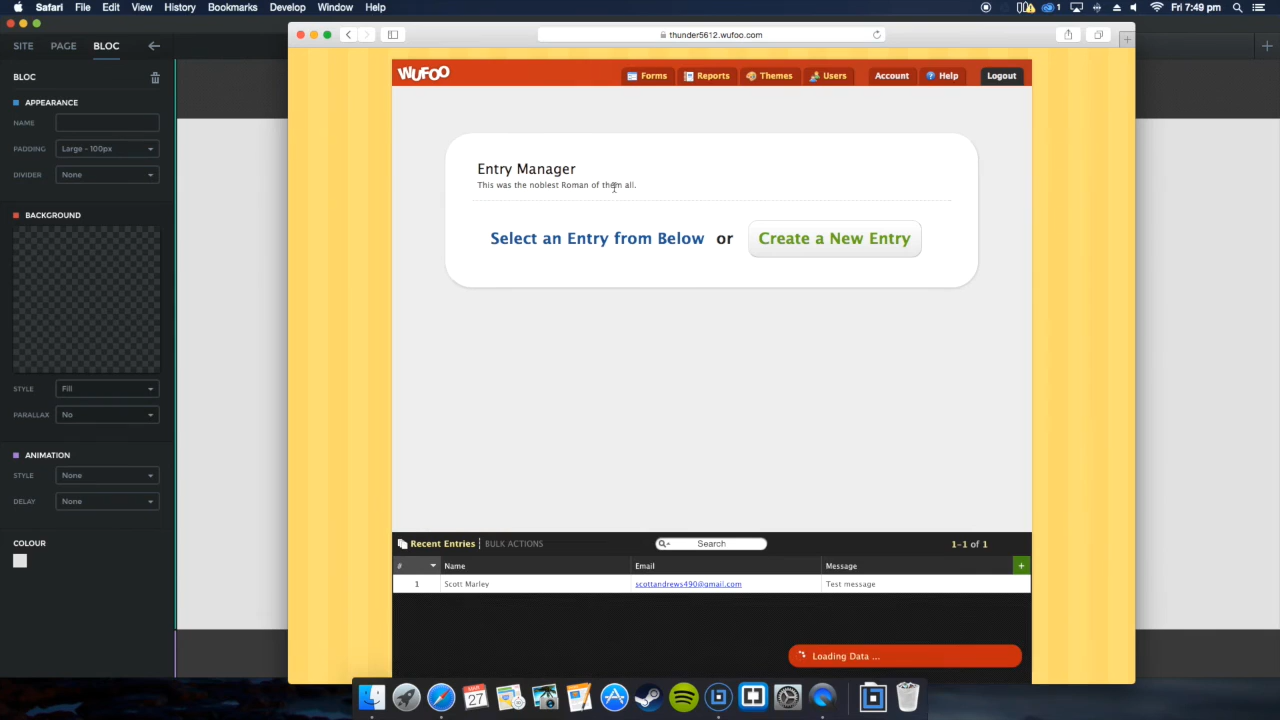 Safari File Edit View History Bookmarks Develop Window Help
1 Fri 7:49 pm
thunder5612.wufoo.com
SITE PAGE BLOC
BLOC
APPEARANCE
NAME
PADDING Large - 100px
DIVIDER None
BACKGROUND
STYLE Fill
PARALLAX No
ANIMATION
STYLE None
DELAY None
COLOUR
WUFOO
Forms Reports Themes Users Account Help Logout
Entry Manager
This was the noblest Roman of them all.
Select an Entry from Below or Create a New Entry
Recent Entries BULK ACTIONS Search 1-1 of 1
# Name Email Message +
1 Scott Marley scottandrews490@gmail.com Test message
Loading Data ...
MAR
27